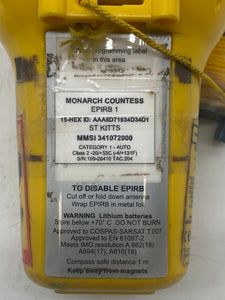 programming label
in this area
MONARCH COUNTESS
EPIRB 1
15-HEX ID: AAA8D71934D34D1
ST KITTS
MMSI 341072000
CATEGORY 1 - AUTO
Class 2 -20/+55C (-4/+131F)
S/N: 100-26410 TAC:204
TO DISABLE EPIRB
Cut off or fold down antenna
Wrap EPIRB in metal foil
WARNING Lithium batteries
Store below +70° C DO NOT BURN
Approved to COSPAS-SARSAT T.007
Approved to EN 61097-2
Meets IMO resolution A.662(16)
A694(17), A810(19)
Compass safe distance 1 m
Keep away from magnets